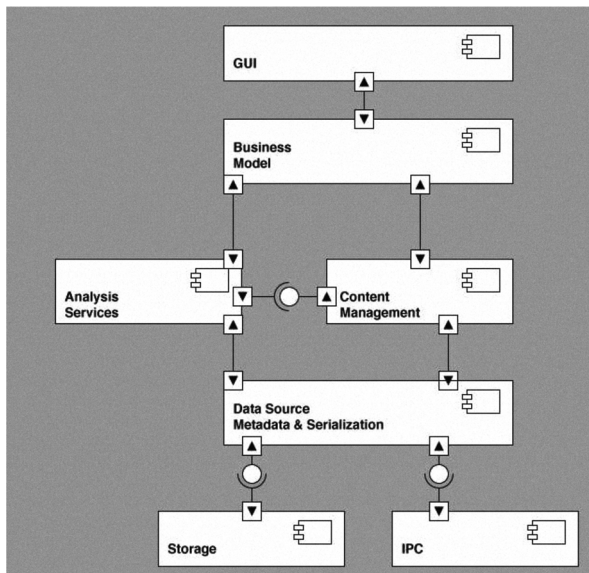 GUI
Business
Model
Analysis
Services
Content
Management
Data Source
Metadata & Serialization
Storage
IPC